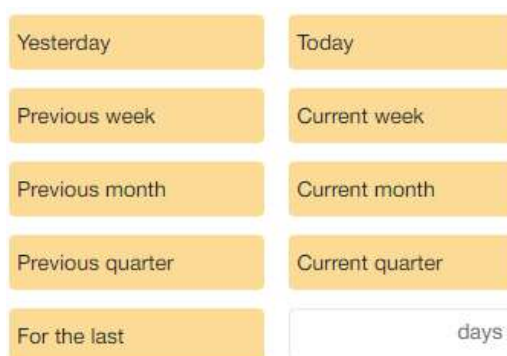 Yesterday Today
Previous week Current week
Previous month Current month
Previous quarter Current quarter
For the last days